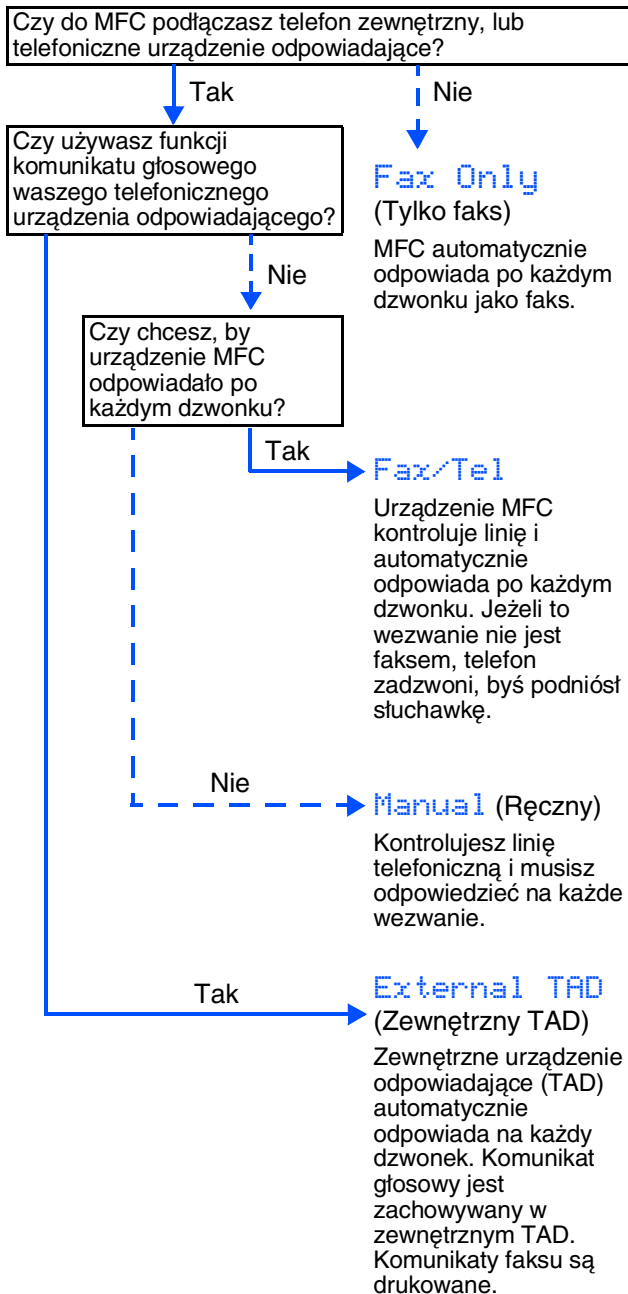 Czy do MFC podłączasz telefon zewnętrzny, lub
telefoniczne urządzenie odpowiadające?
Tak
Nie
Czy używasz funkcji
komunikatu głosowego
waszego telefonicznego
urządzenia odpowiadającego?
Fax Only
(Tylko faks)
MFC automatycznie
odpowiada po każdym
dzwonku jako faks.
Nie
Czy chcesz, by
urządzenie MFC
odpowiadało po
każdym dzwonku?
Tak
Fax/Tel
Urządzenie MFC
kontroluje linię i
automatycznie
odpowiada po każdym
dzwonku. Jeżeli to
wezwanie nie jest
faksem, telefon
zadzwoni, byś podniósł
słuchawkę.
Nie
Manual (Ręczny)
Kontrolujesz linię
telefoniczną i musisz
odpowiedzieć na każde
wezwanie.
Tak
External TAD
(Zewnętrzny TAD)
Zewnętrzne urządzenie
odpowiadające (TAD)
automatycznie
odpowiada na każdy
dzwonek. Komunikat
głosowy jest
zachowywany w
zewnętrznym TAD.
Komunikaty faksu są
drukowane.